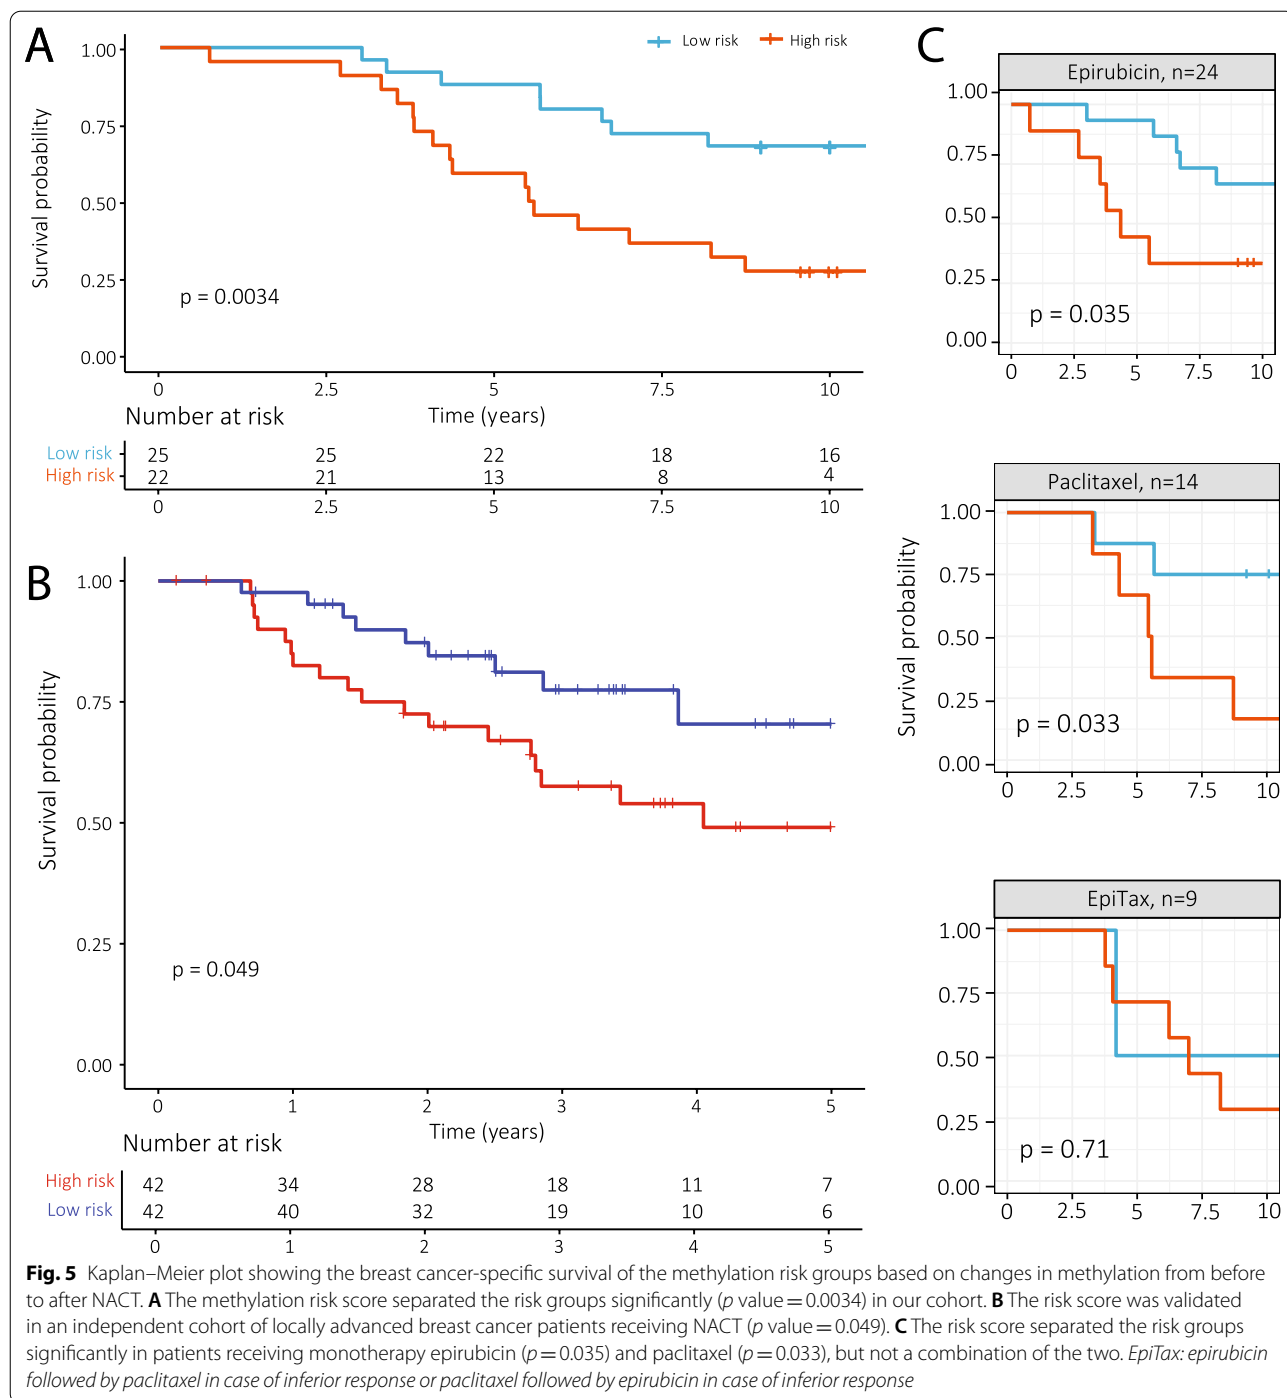 A
Low risk
High risk
1.00
0.75
0.50
0.25
0.00
Survival probability
p = 0.0034
0 2.5 5 7.5 10
Time (years)
Number at risk
Low risk 25 25 22 18 16
High risk 22 21 13 8 4
0 2.5 5 7.5 10
B
1.00
0.75
0.50
0.25
0.00
Survival probability
p = 0.049
0 1 2 3 4 5
Time (years)
Number at risk
High risk 42 34 28 18 11 7
Low risk 42 40 32 19 10 6
0 1 2 3 4 5
C
Epirubicin, n=24
1.00
0.75
0.50
0.25
0.00
p = 0.035
0 2.5 5 7.5 10
Paclitaxel, n=14
1.00
0.75
0.50
0.25
0.00
Survival probability
p = 0.033
0 2.5 5 7.5 10
EpiTax, n=9
1.00
0.75
0.50
0.25
0.00
p = 0.71
0 2.5 5 7.5 10
Fig. 5 Kaplan–Meier plot showing the breast cancer-specific survival of the methylation risk groups based on changes in methylation from before
to after NACT. A The methylation risk score separated the risk groups significantly (p value = 0.0034) in our cohort. B The risk score was validated
in an independent cohort of locally advanced breast cancer patients receiving NACT (p value = 0.049). C The risk score separated the risk groups
significantly in patients receiving monotherapy epirubicin (p = 0.035) and paclitaxel (p = 0.033), but not a combination of the two. EpiTax: epirubicin
followed by paclitaxel in case of inferior response or paclitaxel followed by epirubicin in case of inferior response